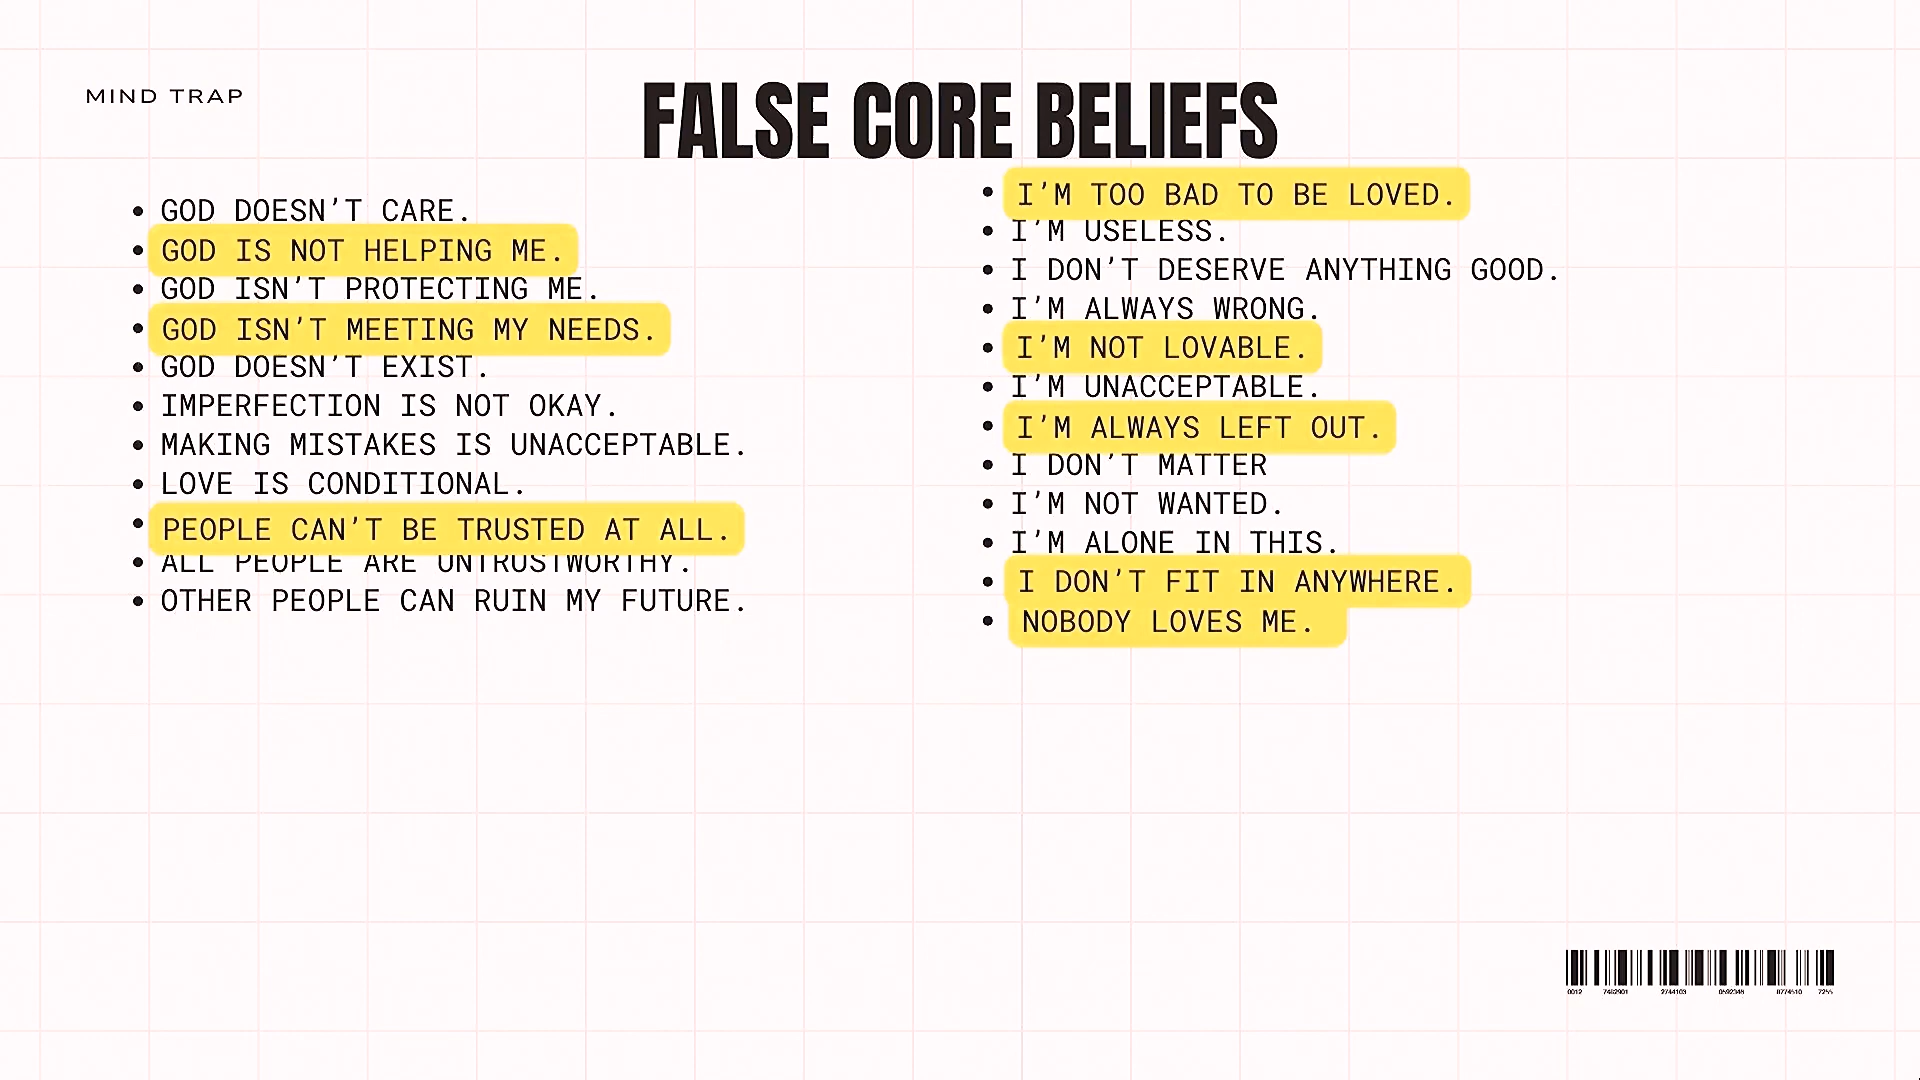 MIND TRAP
FALSE CORE BELIEFS
• GOD DOESN'T CARE.
• GOD IS NOT HELPING ME.
• GOD ISN'T PROTECTING ME.
• GOD ISN'T MEETING MY NEEDS.
• GOD DOESN'T EXIST.
• IMPERFECTION IS NOT OKAY.
• MAKING MISTAKES IS UNACCEPTABLE.
• LOVE IS CONDITIONAL.
• PEOPLE CAN'T BE TRUSTED AT ALL.
• ALL PEOPLE ARE UNTRUSTWORTHY.
• OTHER PEOPLE CAN RUIN MY FUTURE.
• I'M TOO BAD TO BE LOVED.
• I'M USELESS.
• I DON'T DESERVE ANYTHING GOOD.
• I'M ALWAYS WRONG.
• I'M NOT LOVABLE.
• I'M UNACCEPTABLE.
• I'M ALWAYS LEFT OUT.
• I DON'T MATTER
• I'M NOT WANTED.
• I'M ALONE IN THIS.
• I DON'T FIT IN ANYWHERE.
• NOBODY LOVES ME.
0012 2744103